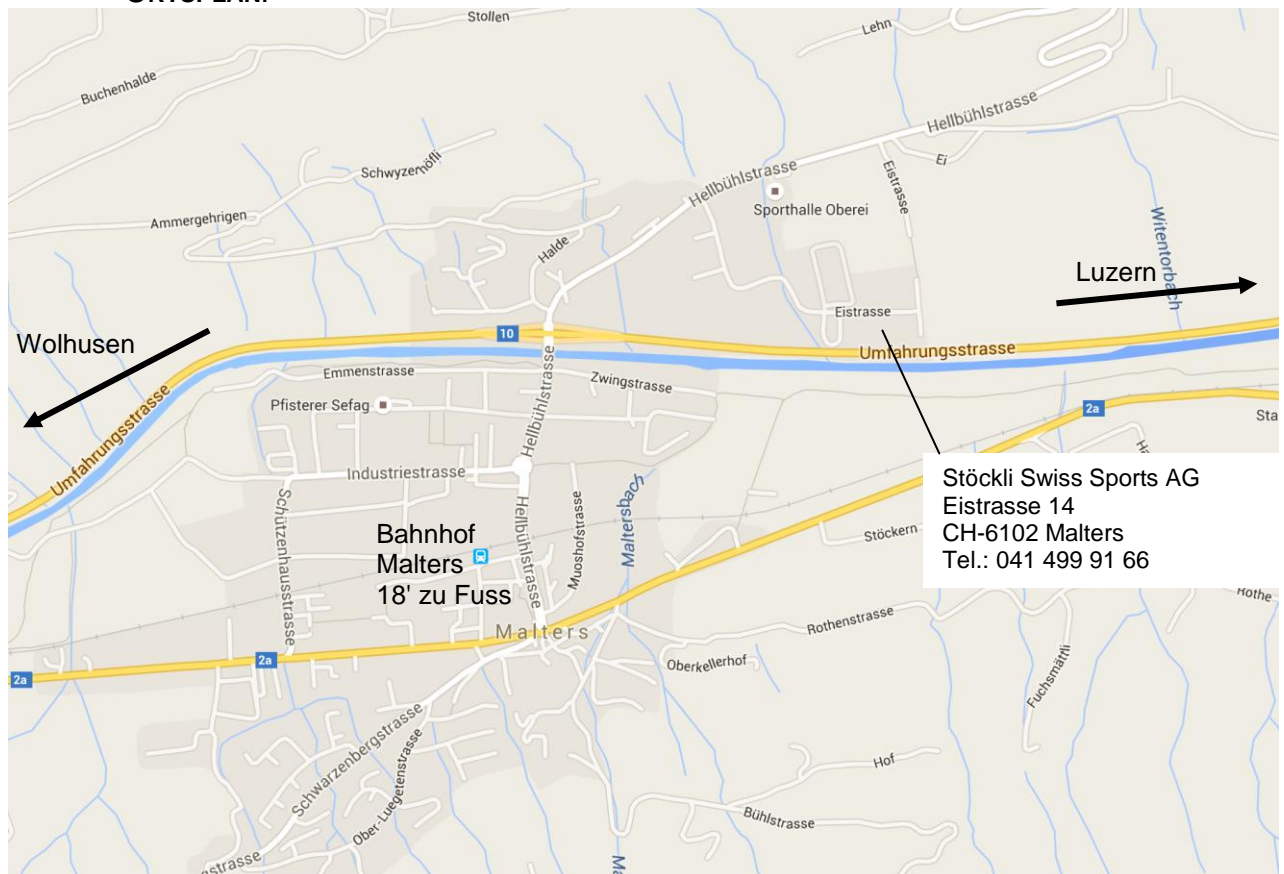 ORTSPLAN:
Stollen
Lehn
Buchenhalde
Hellbühlstrasse
Schwyzerhöfli
Ei
Eistrasse
Hellbühlstrasse
Sporthalle Oberei
Ammergehrigen
Halde
Witentorbach
Luzern
Eistrasse
10
Wolhusen
Umfahrungsstrasse
Emmenstrasse
Zwingstrasse
Hellbühlstrasse
Pfisterer Sefag
2a
Umfahrungsstrasse
Industriestrasse
Maltersbach
Stöckli Swiss Sports AG
Eistrasse 14
CH-6102 Malters
Tel.: 041 499 91 66
Schützenhausstrasse
Hellbühlstrasse
Muoshofstrasse
Stöckern
Bahnhof
Malters
18' zu Fuss
Rothenstrasse
Malters
2a
Oberkellerhof
Fuchsmättli
2a
Schwarzenbergstrasse
Hof
Ober-Luegetenstrasse
Bühlstrasse